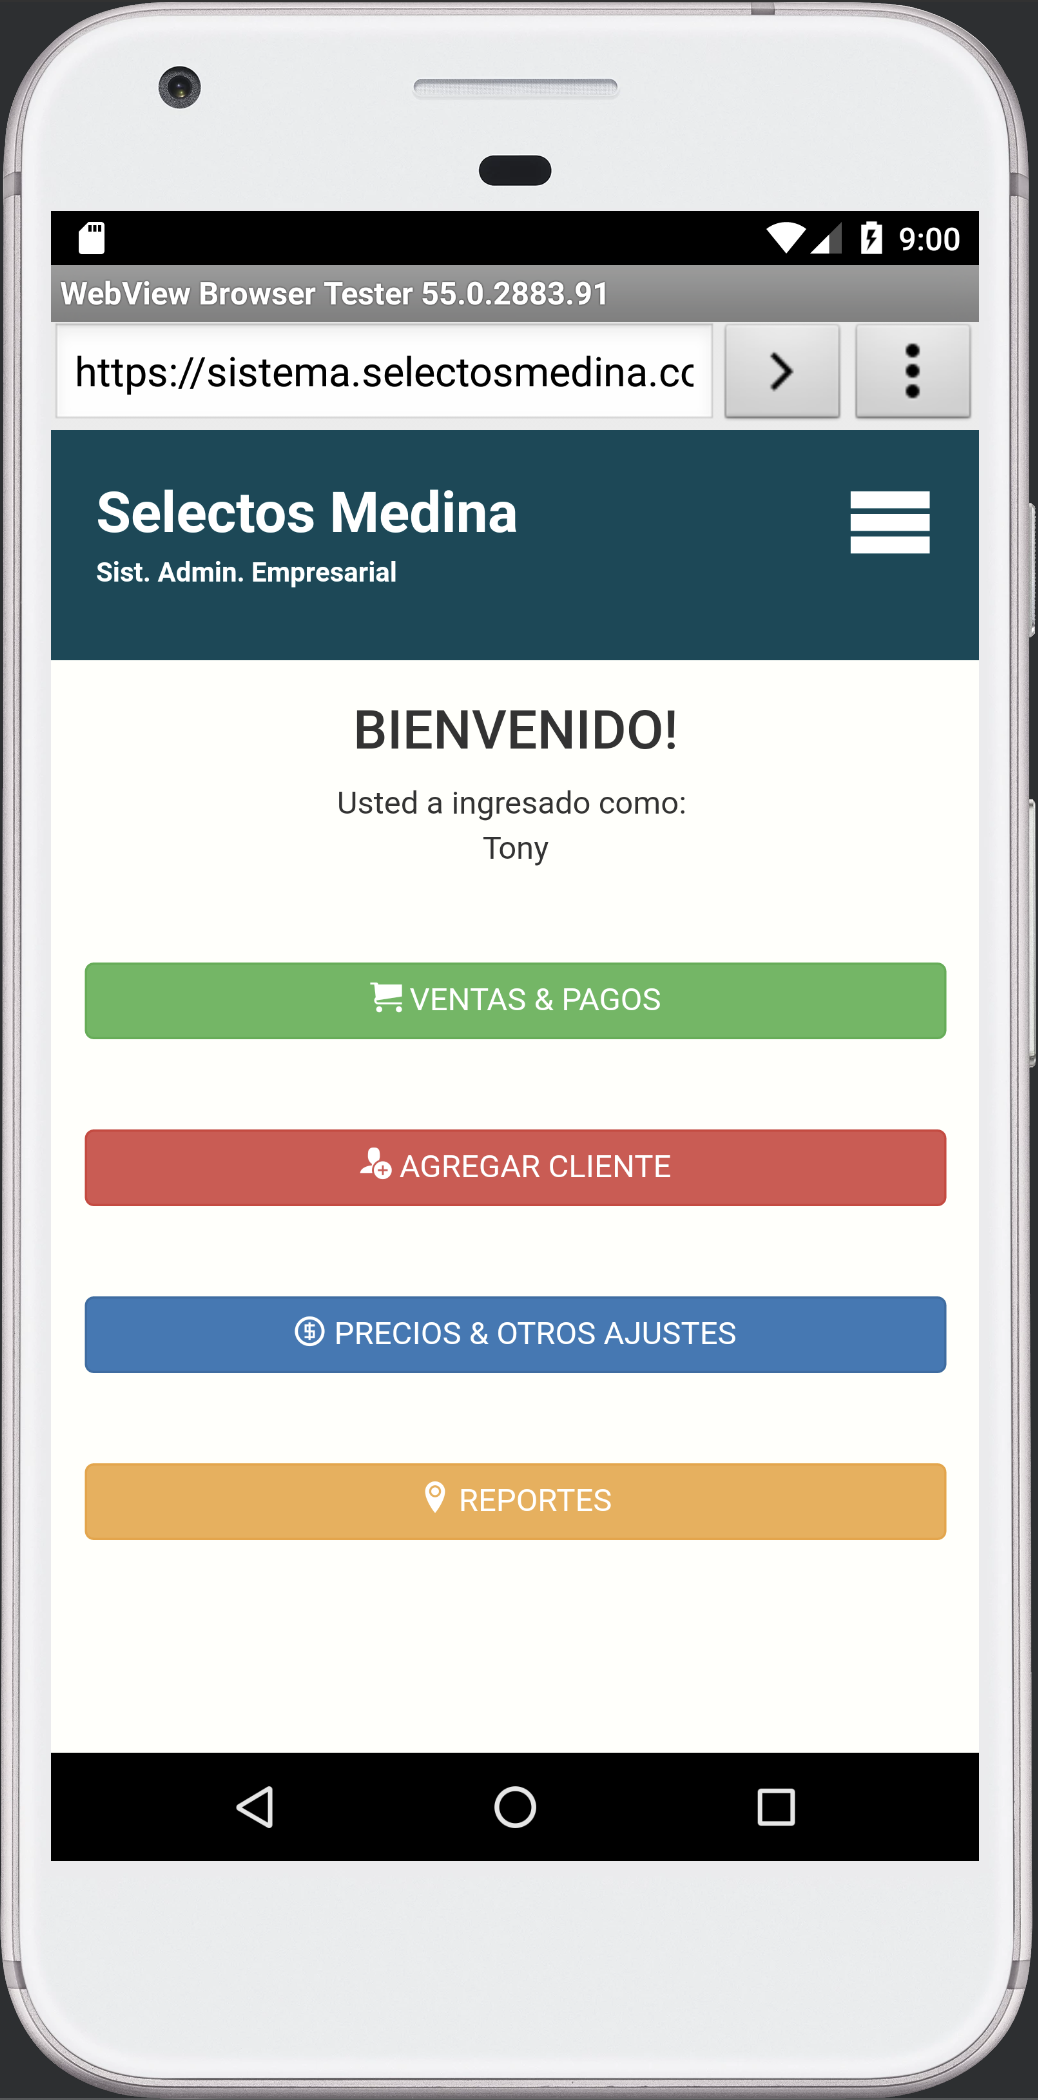 9:00
WebView Browser Tester 55.0.2883.91
https://sistema.selectosmedina.cc
Selectos Medina
Sist. Admin. Empresarial
BIENVENIDO!
Usted a ingresado como:
Tony
VENTAS & PAGOS
AGREGAR CLIENTE
PRECIOS & OTROS AJUSTES
REPORTES